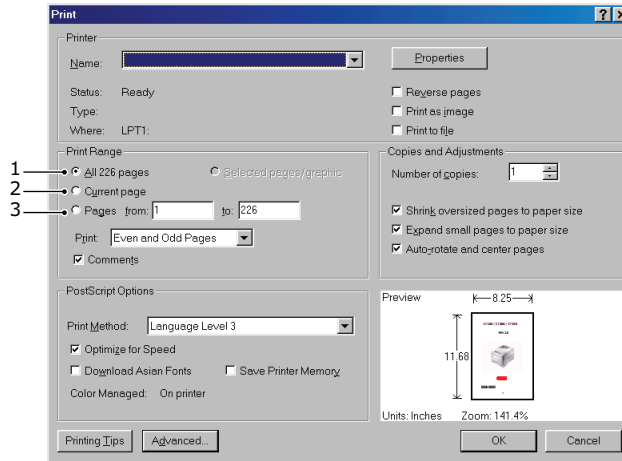 Print
Printer
Name:
Properties
Status: Ready
Type:
Where: LPT1:
Reverse pages
Print as image
Print to file
Print Range
1 All 226 pages
Selected pages/graphic
2 Current page
3 Pages from: 1 to: 226
Print: Even and Odd Pages
Comments
Copies and Adjustments
Number of copies: 1
Shrink oversized pages to paper size
Expand small pages to paper size
Auto-rotate and center pages
PostScript Options
Print Method: Language Level 3
Optimize for Speed
Download Asian Fonts
Save Printer Memory
Color Managed: On printer
Preview
8.25
11.68
Units: Inches Zoom: 141.4%
Printing Tips
Advanced...
OK
Cancel